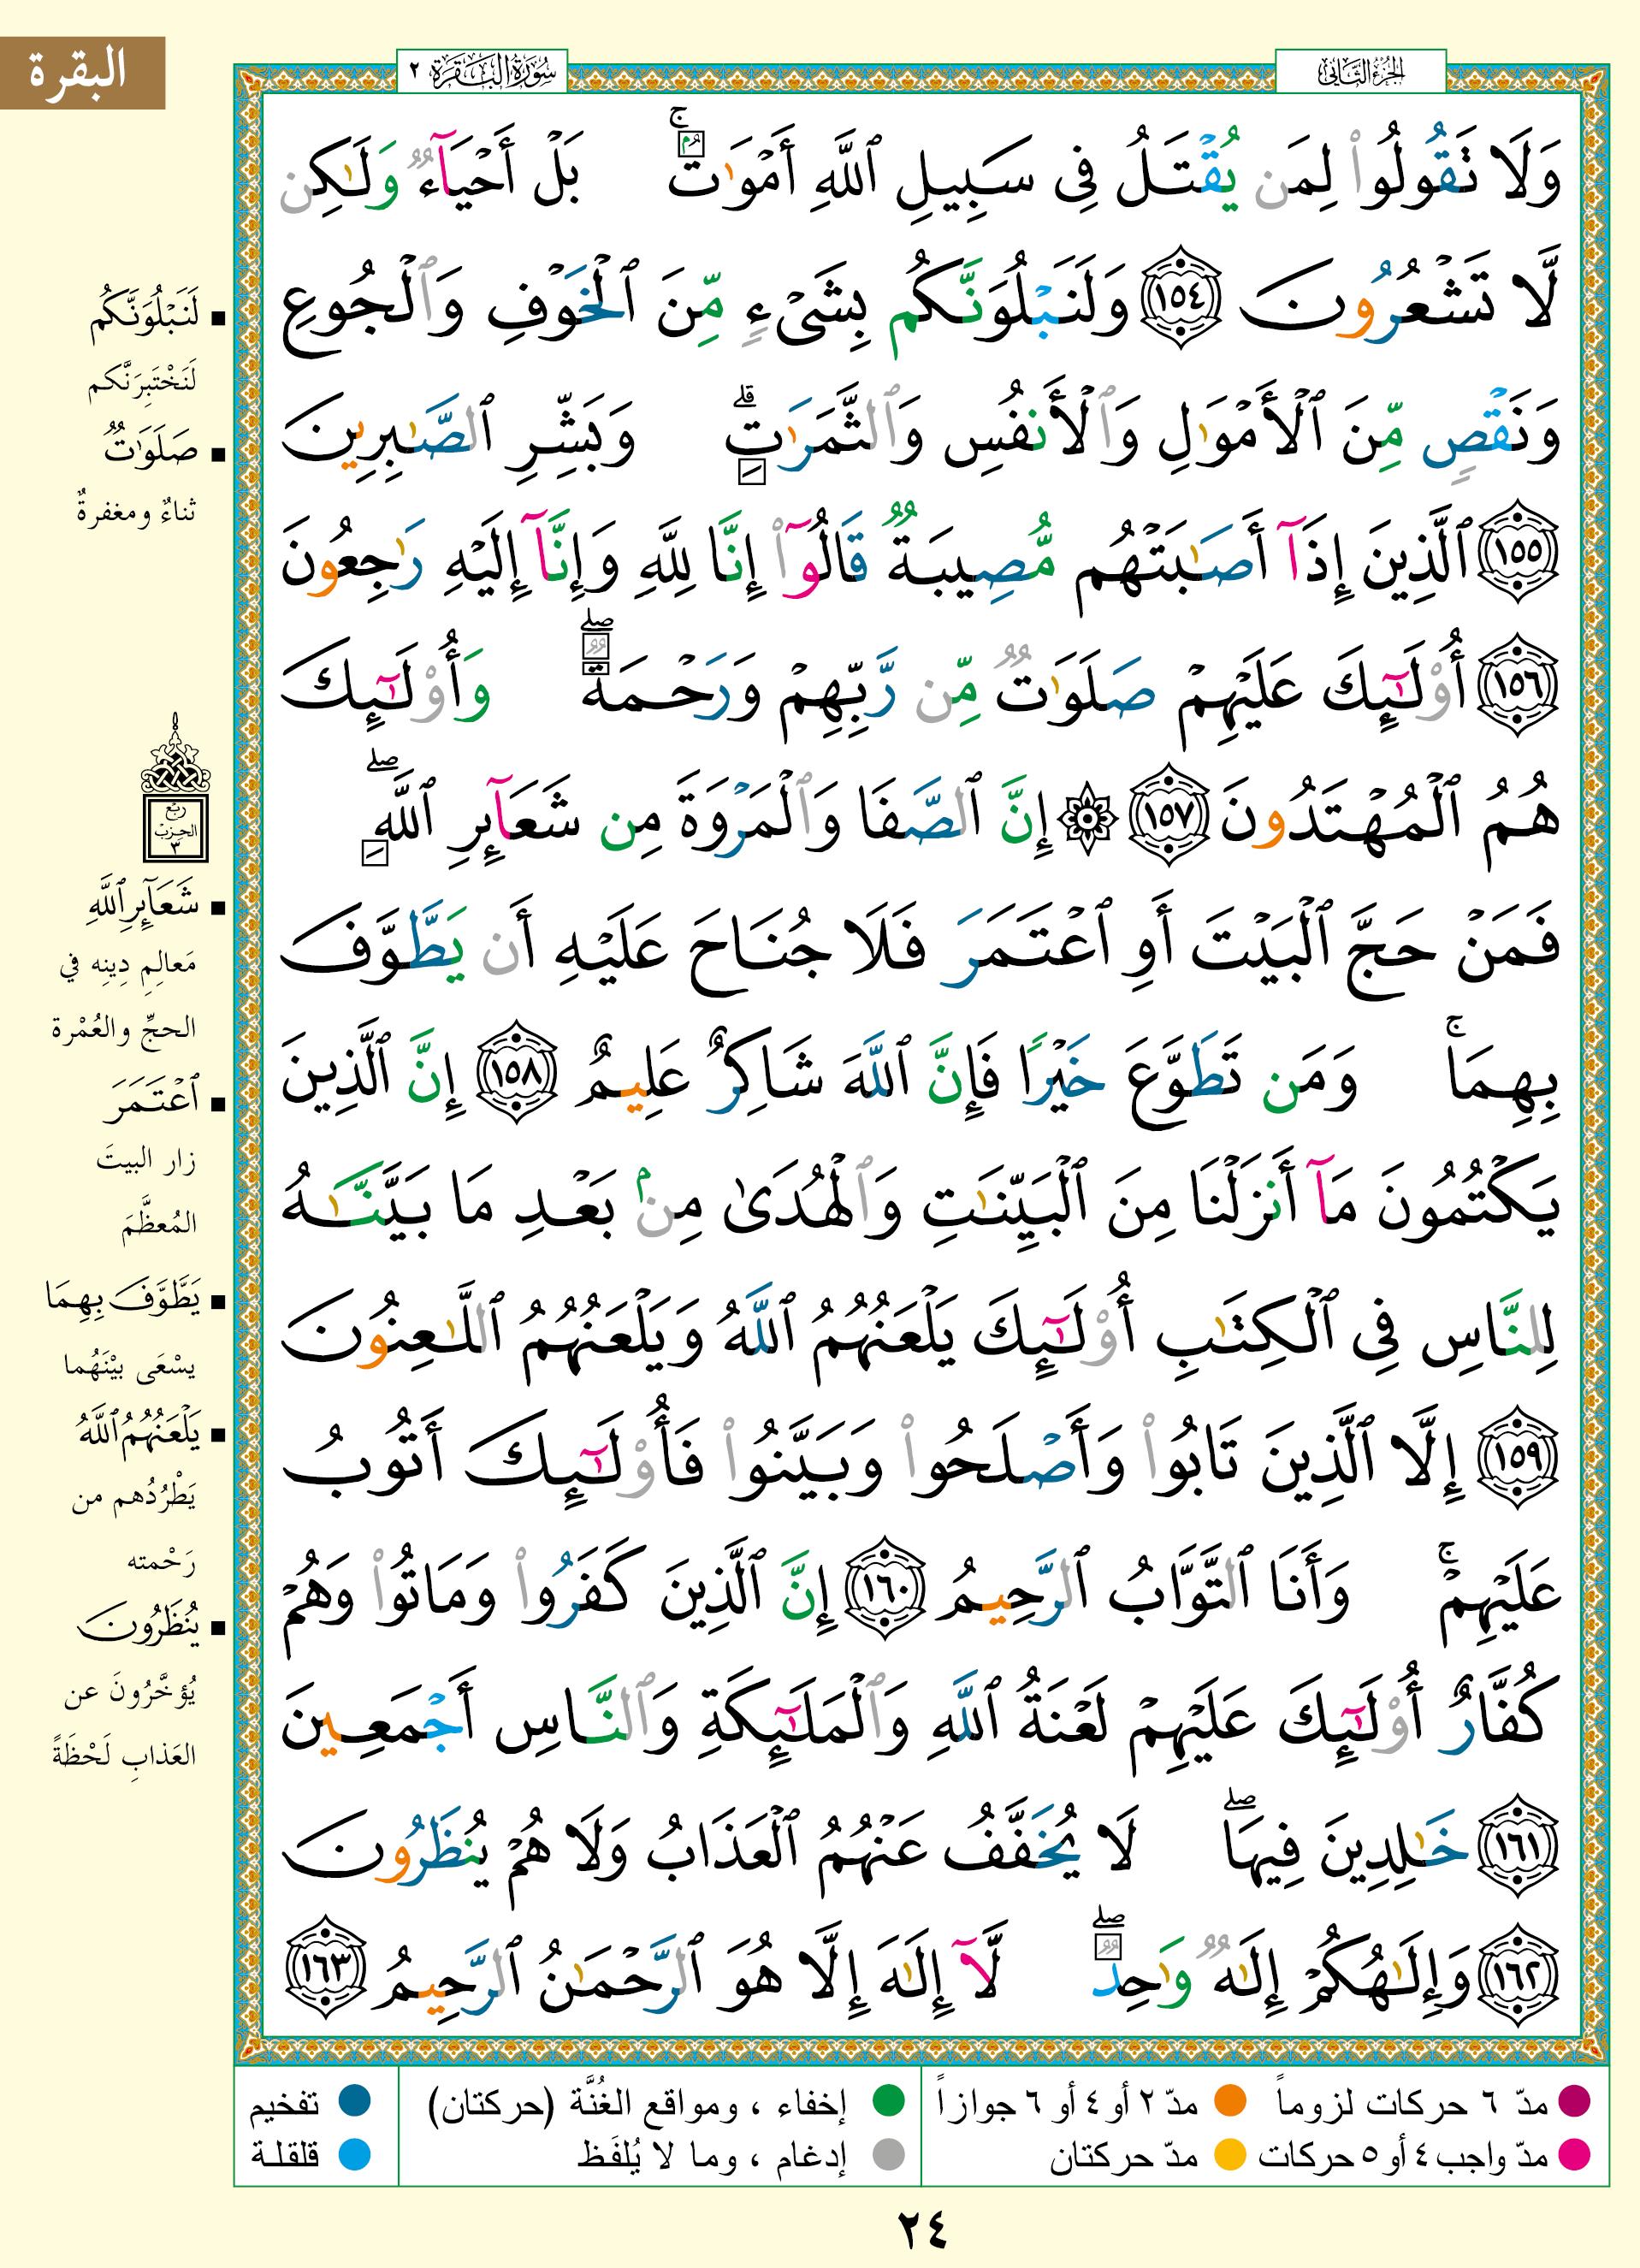 الجزء الثاني
سورة البقرة ٢
البقرة
وَلَا تَقُولُوا۟ لِمَن يُقْتَلُ فِى سَبِيلِ ٱللَّهِ أَمْوَٰتٌۢ ۚ بَلْ أَحْيَآءٌ وَلَٰكِن
لَّا تَشْعُرُونَ ١٥٤ وَلَنَبْلُوَنَّكُم بِشَىْءٍ مِّنَ ٱلْخَوْفِ وَٱلْجُوعِ
وَنَقْصٍ مِّنَ ٱلْأَمْوَٰلِ وَٱلْأَنفُسِ وَٱلثَّمَرَٰتِ ۗ وَبَشِّرِ ٱلصَّٰبِرِينَ
١٥٥ ٱلَّذِينَ إِذَآ أَصَٰبَتْهُم مُّصِيبَةٌ قَالُوٓا۟ إِنَّا لِلَّهِ وَإِنَّآ إِلَيْهِ رَٰجِعُونَ
١٥٦ أُو۟لَٰٓئِكَ عَلَيْهِمْ صَلَوَٰتٌ مِّن رَّبِّهِمْ وَرَحْمَةٌ ۖ وَأُو۟لَٰٓئِكَ
هُمُ ٱلْمُهْتَدُونَ ١٥٧ ۞ إِنَّ ٱلصَّفَا وَٱلْمَرْوَةَ مِن شَعَآئِرِ ٱللَّهِ ۖ
فَمَنْ حَجَّ ٱلْبَيْتَ أَوِ ٱعْتَمَرَ فَلَا جُنَاحَ عَلَيْهِ أَن يَطَّوَّفَ
بِهِمَا ۚ وَمَن تَطَوَّعَ خَيْرًا فَإِنَّ ٱللَّهَ شَاكِرٌ عَلِيمٌ ١٥٨ إِنَّ ٱلَّذِينَ
يَكْتُمُونَ مَآ أَنزَلْنَا مِنَ ٱلْبَيِّنَٰتِ وَٱلْهُدَىٰ مِنۢ بَعْدِ مَا بَيَّنَّٰهُ
لِلنَّاسِ فِى ٱلْكِتَٰبِ أُو۟لَٰٓئِكَ يَلْعَنُهُمُ ٱللَّهُ وَيَلْعَنُهُمُ ٱللَّٰعِنُونَ
١٥٩ إِلَّا ٱلَّذِينَ تَابُوا۟ وَأَصْلَحُوا۟ وَبَيَّنُوا۟ فَأُو۟لَٰٓئِكَ أَتُوبُ
عَلَيْهِمْ ۚ وَأَنَا ٱلتَّوَّابُ ٱلرَّحِيمُ ١٦٠ إِنَّ ٱلَّذِينَ كَفَرُوا۟ وَمَاتُوا۟ وَهُمْ
كُفَّارٌ أُو۟لَٰٓئِكَ عَلَيْهِمْ لَعْنَةُ ٱللَّهِ وَٱلْمَلَٰٓئِكَةِ وَٱلنَّاسِ أَجْمَعِينَ
١٦١ خَٰلِدِينَ فِيهَا ۖ لَا يُخَفَّفُ عَنْهُمُ ٱلْعَذَابُ وَلَا هُمْ يُنظَرُونَ
١٦٢ وَإِلَٰهُكُمْ إِلَٰهٌ وَٰحِدٌ ۖ لَّآ إِلَٰهَ إِلَّا هُوَ ٱلرَّحْمَٰنُ ٱلرَّحِيمُ ١٦٣
لَنَبْلُوَنَّكُم
لَنَخْتَبِرَنَّكم
صَلَوَٰتٌ
ثناءٌ ومغفرةٌ
ربع
الحزب
٣
شَعَآئِرِ ٱللَّهِ
مَعالِمِ دِينِه في
الحجِّ والعُمْرة
ٱعْتَمَرَ
زار البيتَ
المُعظَّمَ
يَطَّوَّفَ بِهِمَا
يسْعَى بيْنَهُما
يَلْعَنُهُمُ ٱللَّهُ
يَطْرُدُهم من
رَحْمته
يُنظَرُونَ
يُؤخَّرُونَ عن
العَذابِ لَحْظَةً
مدّ ٦ حركات لزوماً
مدّ ٢ أو ٤ أو ٦ جوازاً
إخفاء ، ومواقع الغُنَّة (حركتان)
تفخيم
مدّ واجب ٤ أو ٥ حركات
مدّ حركتان
إدغام ، وما لا يُلفَظ
قلقلة
٢٤